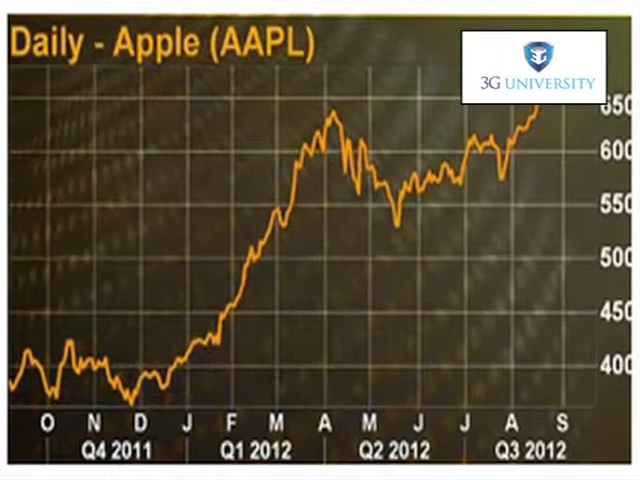 Daily - Apple (AAPL)
3G UNIVERSITY
650
600
550
500
450
400
O N D J F M A M J J A S
Q4 2011 Q1 2012 Q2 2012 Q3 2012